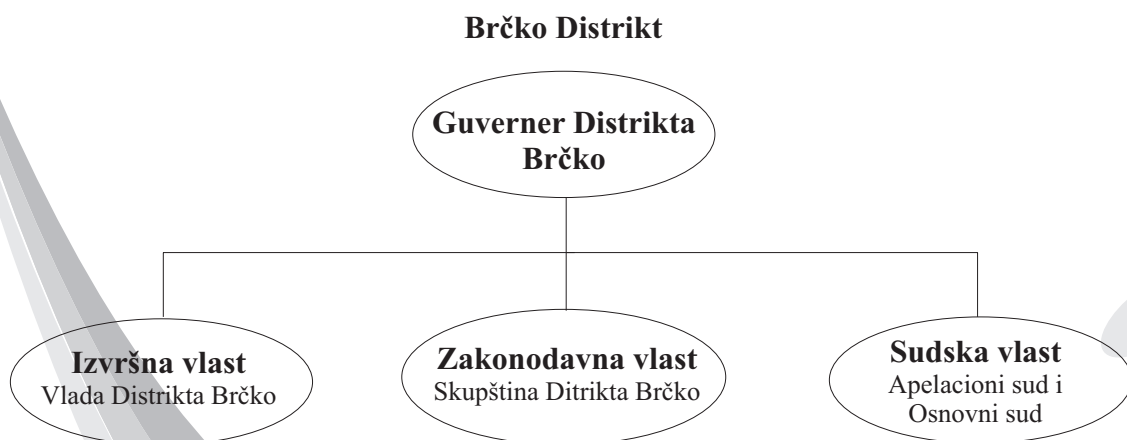 Brčko Distrikt
Guverner Distrikta
Brčko
Izvršna vlast
Vlada Distrikta Brčko
Zakonodavna vlast
Skupština Ditrikta Brčko
Sudska vlast
Apelacioni sud i
Osnovni sud